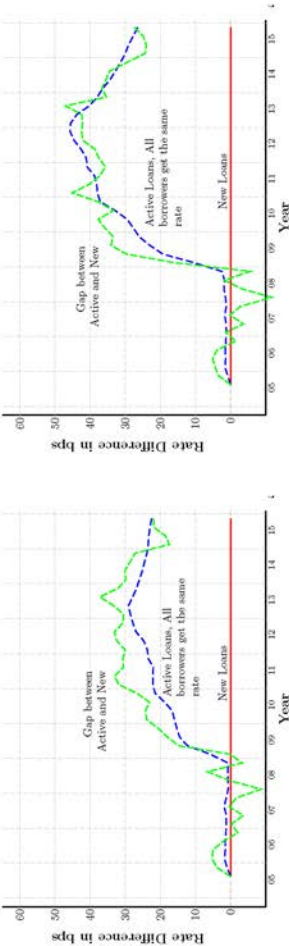 Rate Difference in bps
60
50
40
30
20
10
0
Gap between
Active and New
Active Loans, All
borrowers get the same
rate
New Loans
05 06 07 08 09 10 11 12 13 14 15
Year
Rate Difference in bps
60
50
40
30
20
10
0
Gap between
Active and New
Active Loans, All
borrowers get the same
rate
New Loans
05 06 07 08 09 10 11 12 13 14 15
Year